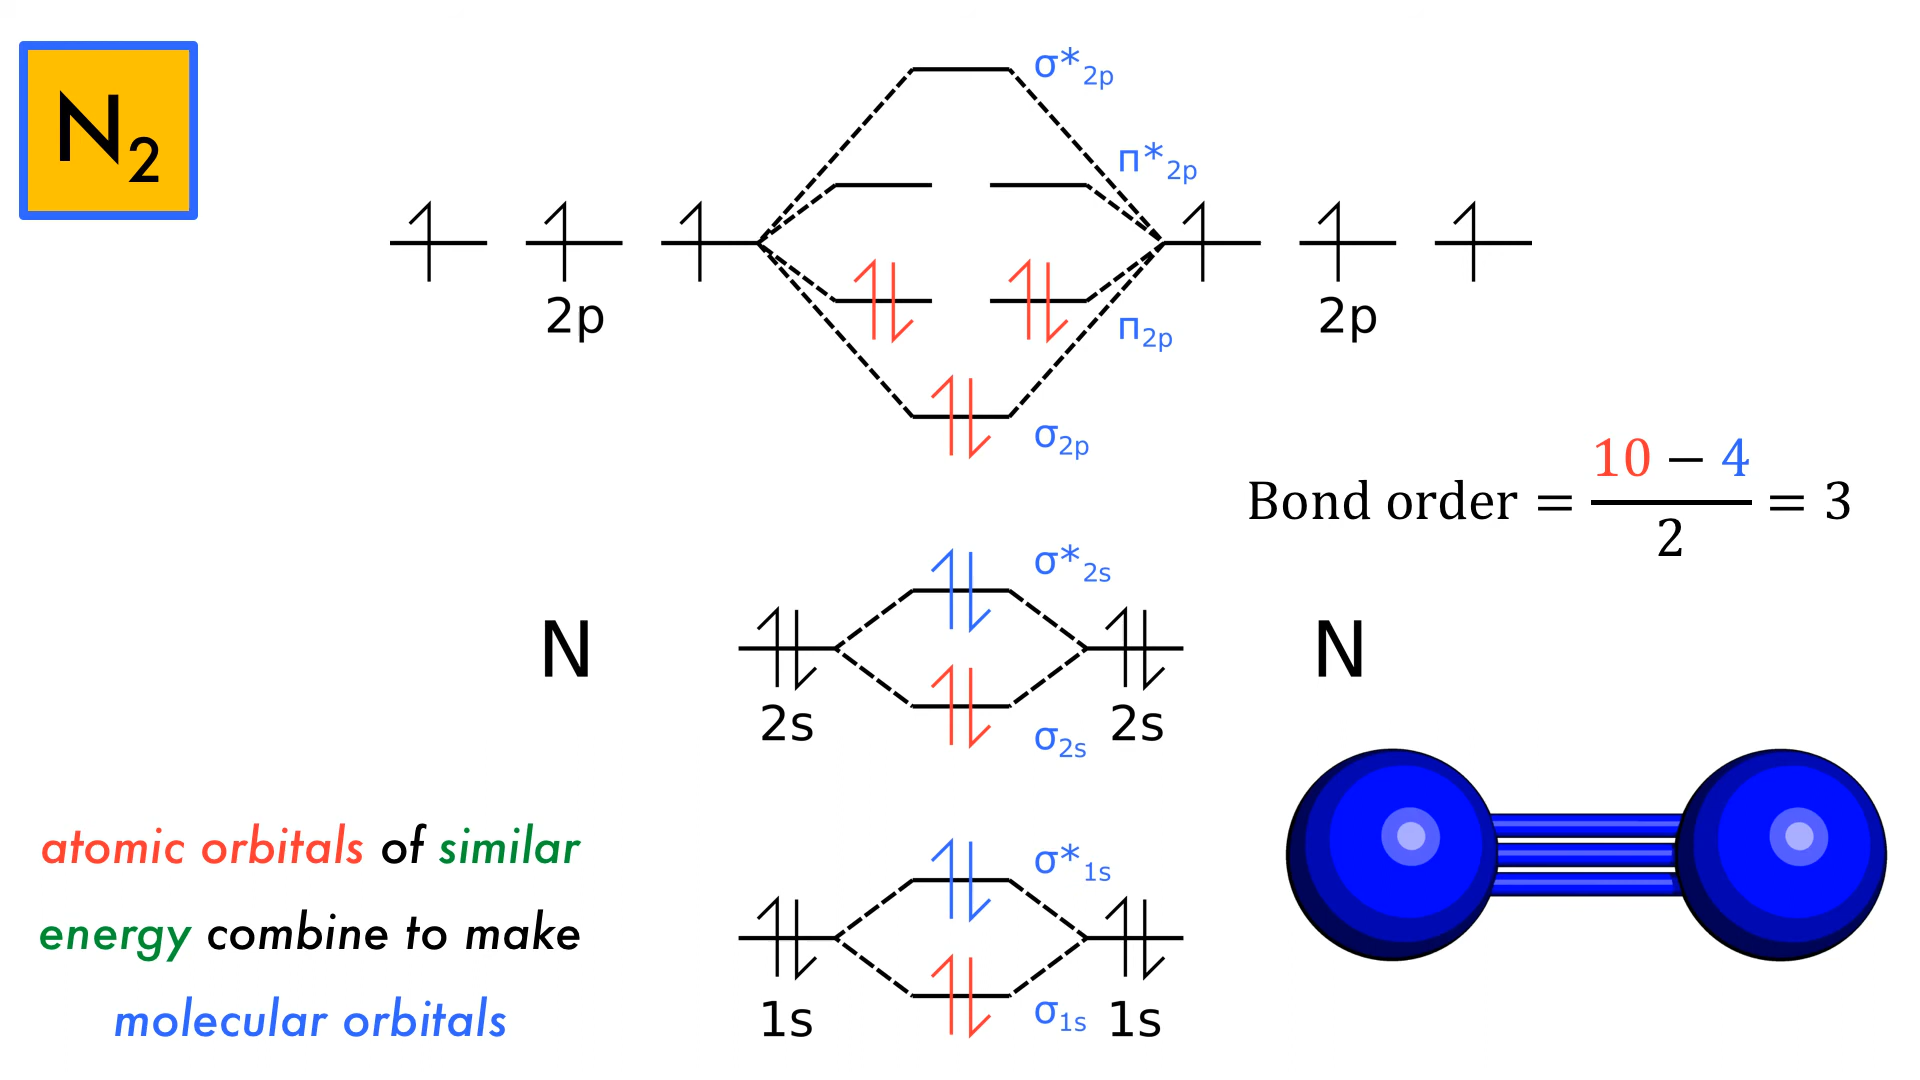 N₂
σ*₂ₚ
п*₂ₚ
2p 2p
п₂ₚ
σ₂ₚ
Bond order = (10 − 4)/2 = 3
σ*₂ₛ
N N
2s 2s
σ₂ₛ
σ*₁ₛ
σ₁ₛ
1s 1s
atomic orbitals of similar
energy combine to make
molecular orbitals